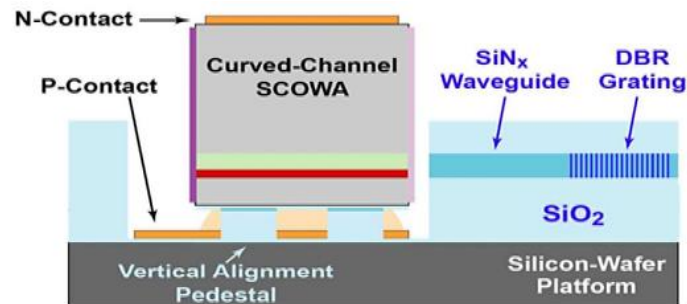 N-Contact
P-Contact
Curved-Channel
SCOWA
SiNₓ
Waveguide
DBR
Grating
SiO₂
Vertical Alignment
Pedestal
Silicon-Wafer
Platform